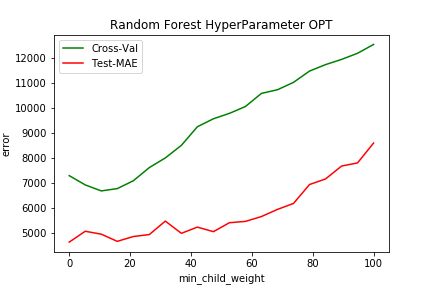 Random Forest HyperParameter OPT
Cross-Val
Test-MAE
12000
11000
10000
9000
8000
7000
6000
5000
error
0 20 40 60 80 100
min_child_weight